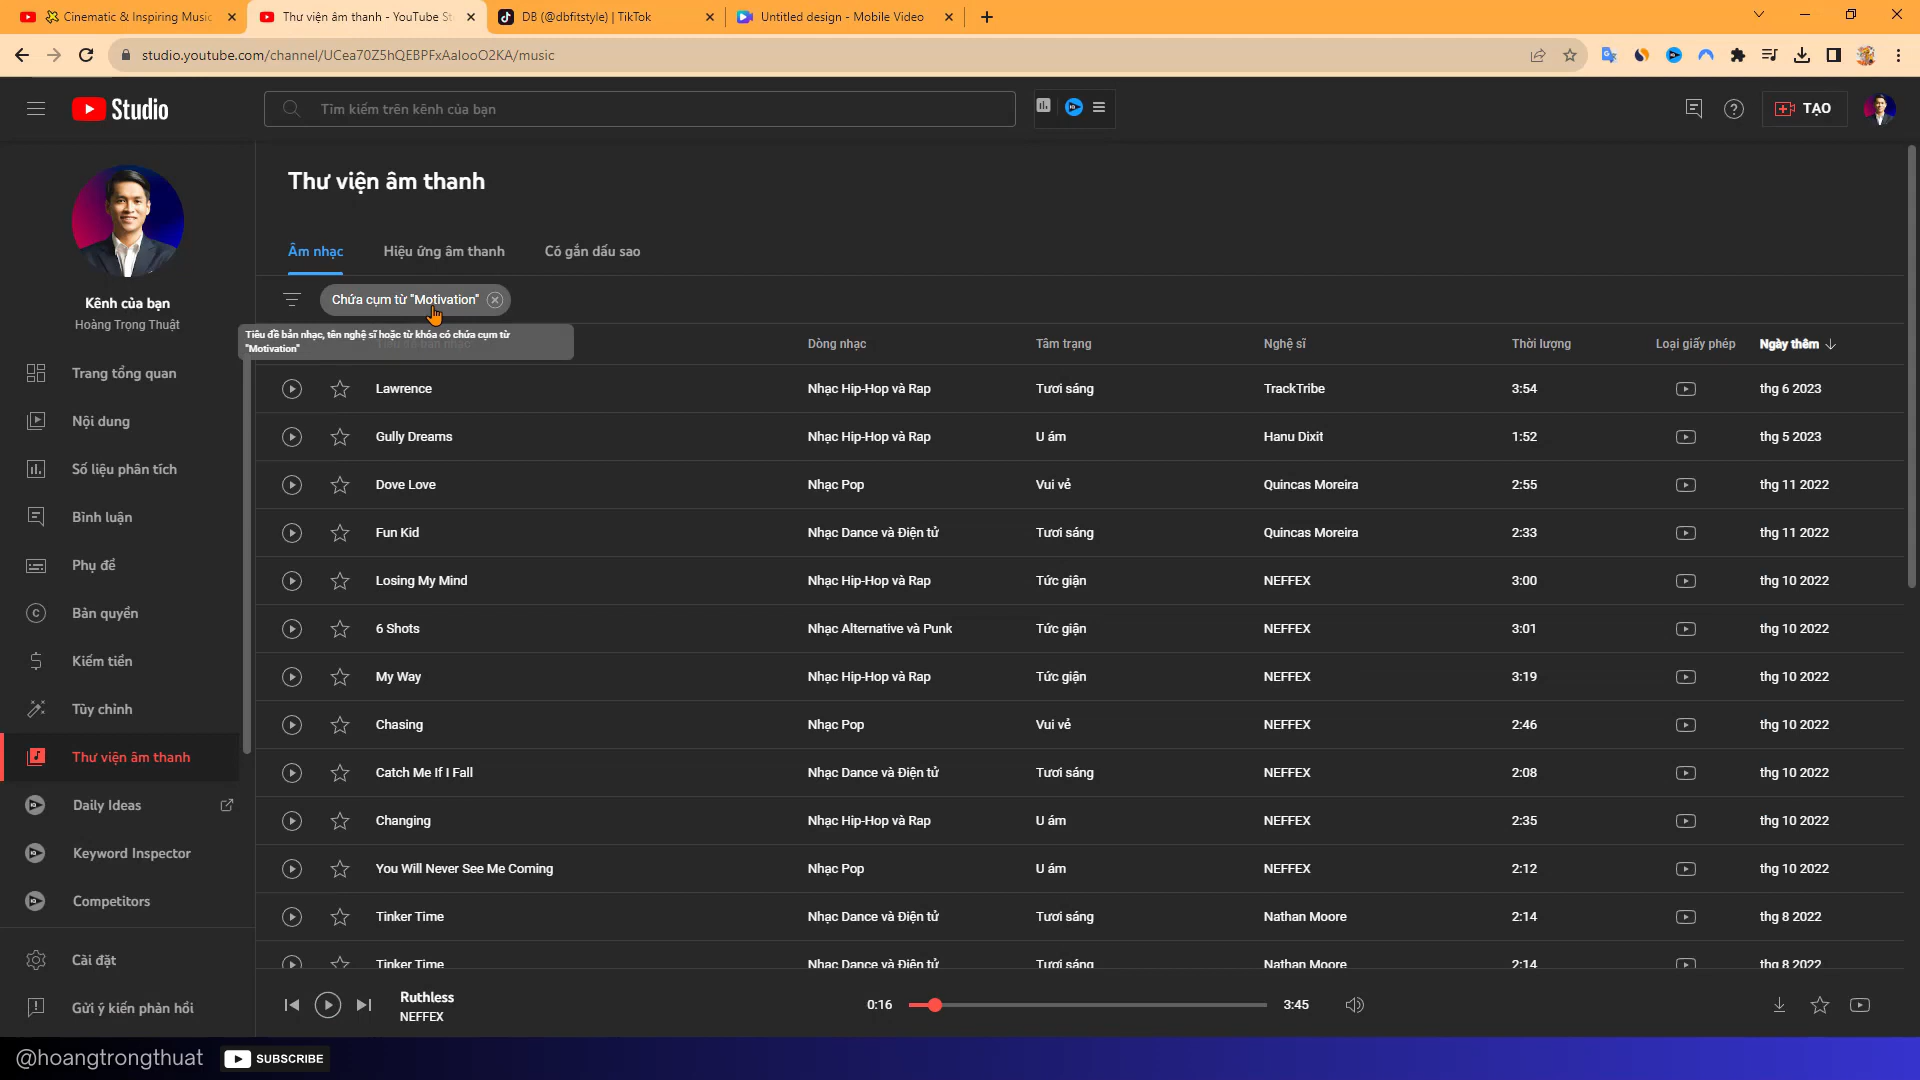 Cinematic & Inspiring Music
Thư viện âm thanh - YouTube St
DB (@dbfitstyle) | TikTok
Untitled design - Mobile Video
studio.youtube.com/channel/UCea70Z5hQEBPFxAaIooO2KA/music
Studio
Tìm kiếm trên kênh của bạn
TẠO
Thư viện âm thanh
Âm nhạc
Hiệu ứng âm thanh
Có gắn dấu sao
Chứa cụm từ "Motivation"
Tiêu đề bản nhạc, tên nghệ sĩ hoặc từ khóa có chứa cụm từ
"Motivation"
Dòng nhạc
Tâm trạng
Nghệ sĩ
Thời lượng
Loại giấy phép
Ngày thêm
Lawrence Nhạc Hip-Hop và Rap Tươi sáng TrackTribe 3:54 thg 6 2023
Gully Dreams Nhạc Hip-Hop và Rap U ám Hanu Dixit 1:52 thg 5 2023
Dove Love Nhạc Pop Vui vẻ Quincas Moreira 2:55 thg 11 2022
Fun Kid Nhạc Dance và Điện tử Tươi sáng Quincas Moreira 2:33 thg 11 2022
Losing My Mind Nhạc Hip-Hop và Rap Tức giận NEFFEX 3:00 thg 10 2022
6 Shots Nhạc Alternative và Punk Tức giận NEFFEX 3:01 thg 10 2022
My Way Nhạc Hip-Hop và Rap Tức giận NEFFEX 3:19 thg 10 2022
Chasing Nhạc Pop Vui vẻ NEFFEX 2:46 thg 10 2022
Catch Me If I Fall Nhạc Dance và Điện tử Tươi sáng NEFFEX 2:08 thg 10 2022
Changing Nhạc Hip-Hop và Rap U ám NEFFEX 2:35 thg 10 2022
You Will Never See Me Coming Nhạc Pop U ám NEFFEX 2:12 thg 10 2022
Tinker Time Nhạc Dance và Điện tử Tươi sáng Nathan Moore 2:14 thg 8 2022
Tinker Time Nhạc Dance và Điện tử Tươi sáng Nathan Moore 2:14 thg 8 2022
Kênh của bạn
Hoàng Trọng Thuật
Trang tổng quan
Nội dung
Số liệu phân tích
Bình luận
Phụ đề
Bản quyền
Kiếm tiền
Tùy chỉnh
Thư viện âm thanh
Daily Ideas
Keyword Inspector
Competitors
Cài đặt
Gửi ý kiến phản hồi
Ruthless
NEFFEX
0:16
3:45
@hoangtrongthuat
SUBSCRIBE